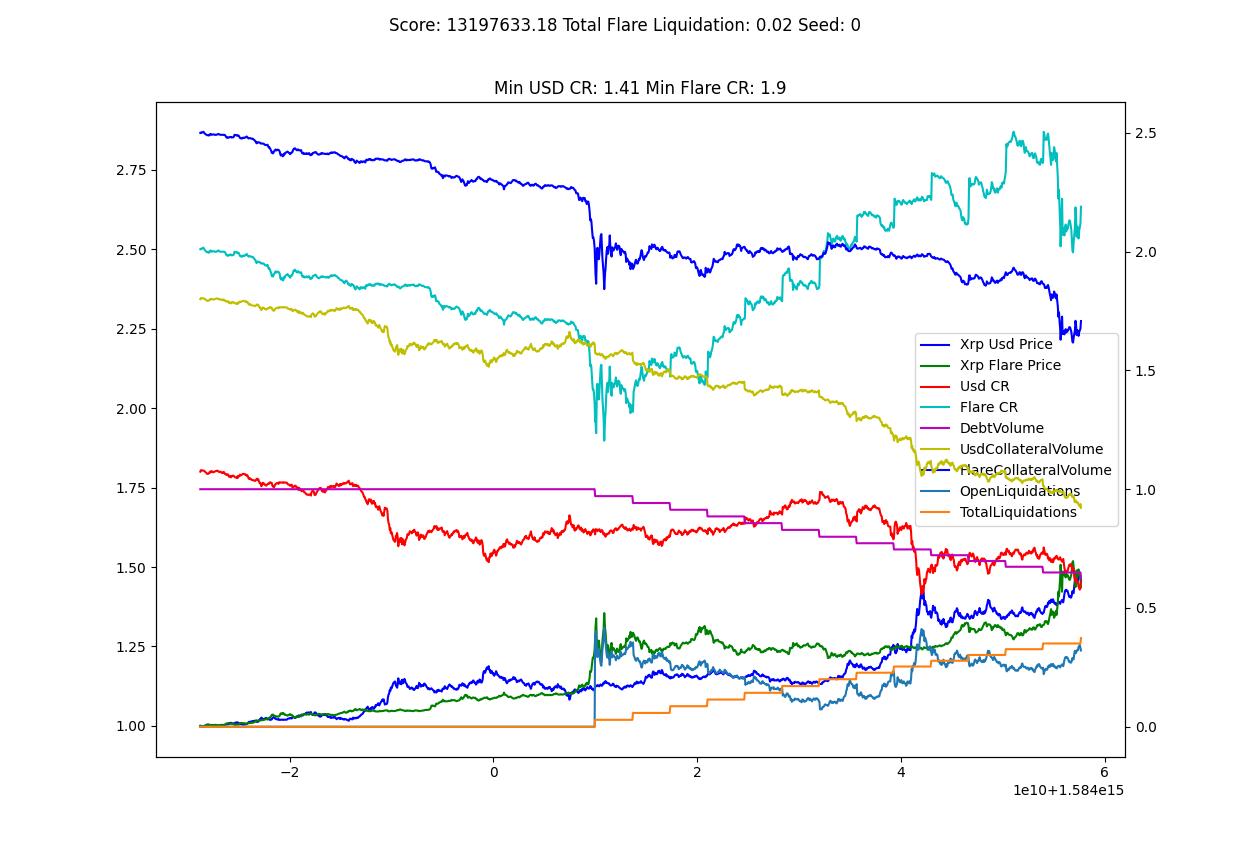 Score: 13197633.18 Total Flare Liquidation: 0.02 Seed: 0
Min USD CR: 1.41 Min Flare CR: 1.9
2.75
2.50
2.25
2.00
1.75
1.50
1.25
1.00
2.5
2.0
1.5
1.0
0.5
0.0
Xrp Usd Price
Xrp Flare Price
Usd CR
Flare CR
DebtVolume
UsdCollateralVolume
FlareCollateralVolume
OpenLiquidations
TotalLiquidations
−2 0 2 4 6
1e10+1.584e15